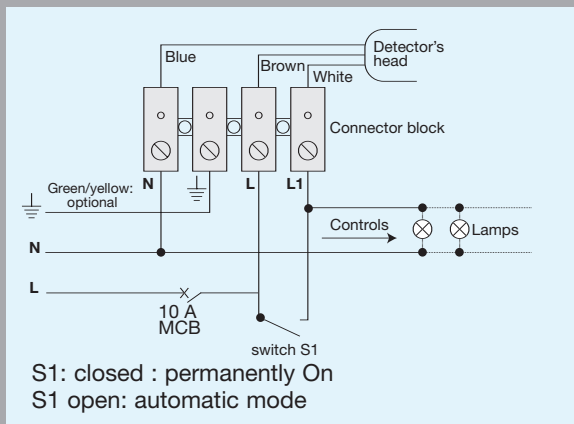 Blue
Brown
White
Detector's
head
Connector block
N
L
L1
Green/yellow:
optional
Controls
Lamps
N
L
10 A
MCB
switch S1
S1: closed : permanently On
S1 open: automatic mode